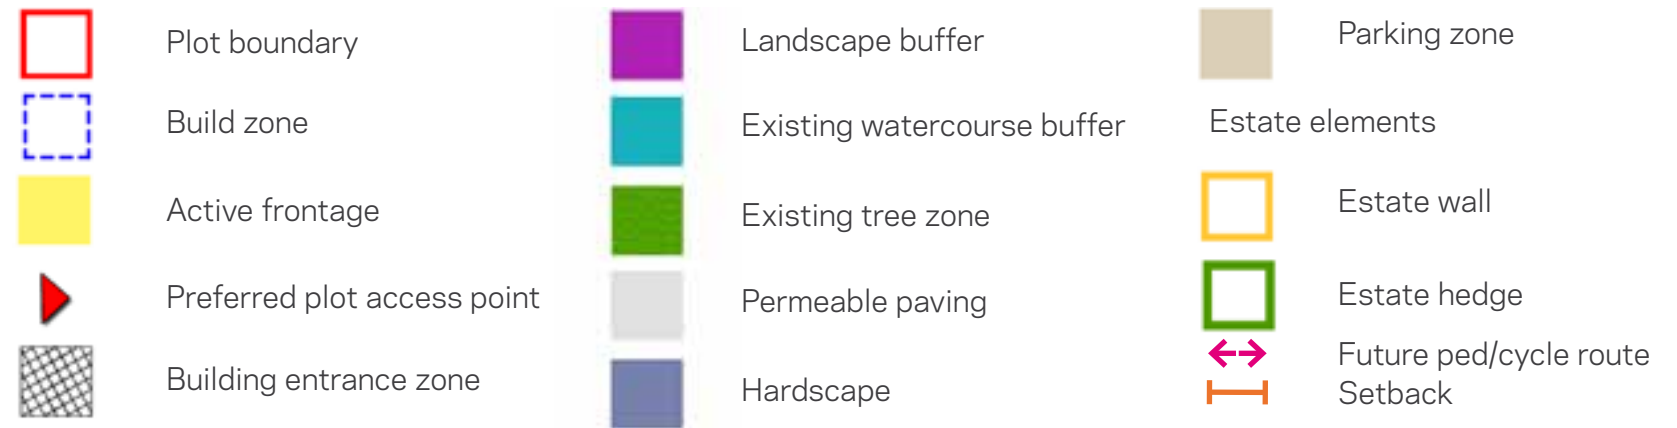 Plot boundary
Build zone
Active frontage
Preferred plot access point
Building entrance zone
Landscape buffer
Existing watercourse buffer
Existing tree zone
Permeable paving
Hardscape
Parking zone
Estate elements
Estate wall
Estate hedge
Future ped/cycle route
Setback